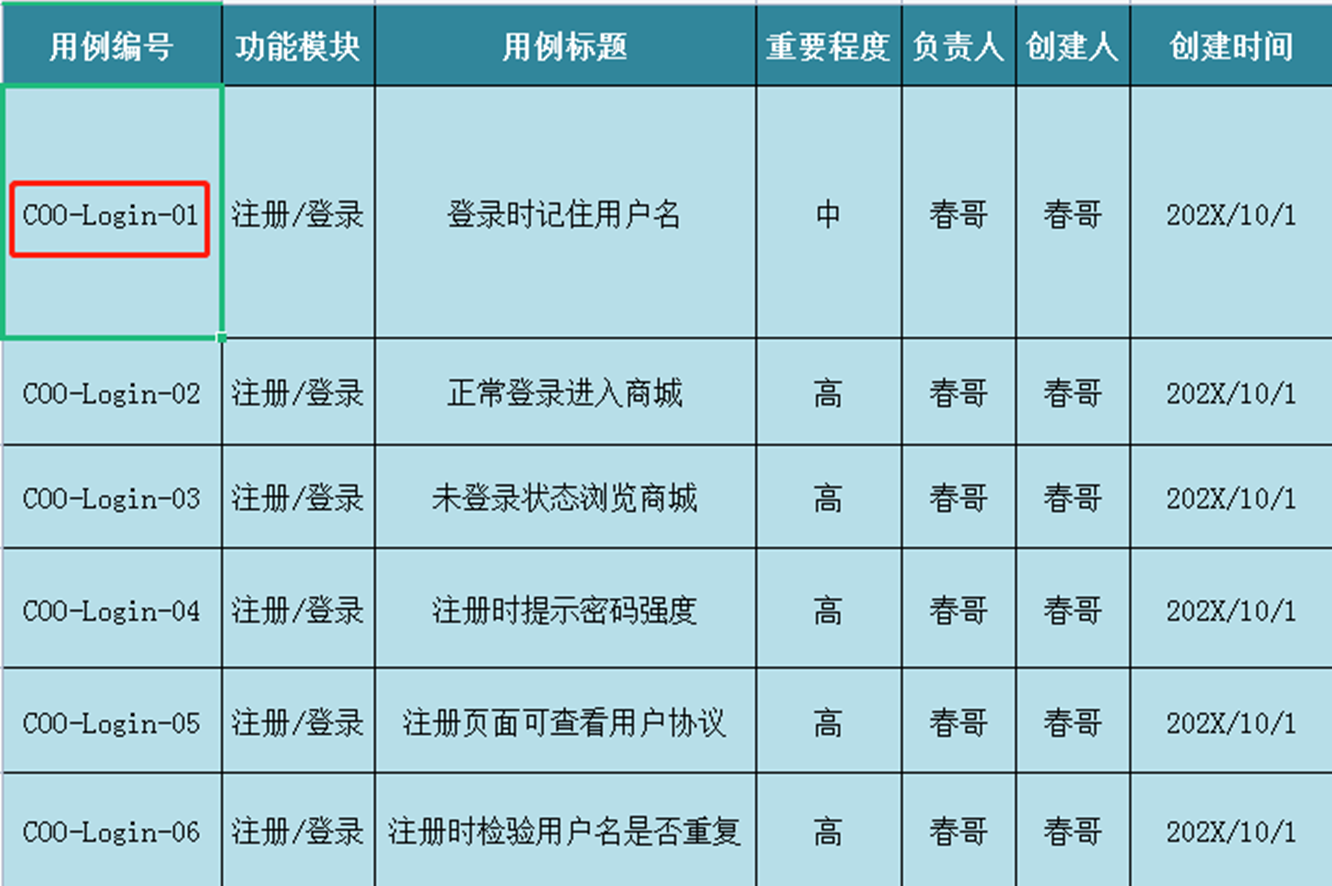 用例编号 功能模块 用例标题 重要程度 负责人 创建人 创建时间
COO-Login-01 注册/登录 登录时记住用户名 中 春哥 春哥 202X/10/1
COO-Login-02 注册/登录 正常登录进入商城 高 春哥 春哥 202X/10/1
COO-Login-03 注册/登录 未登录状态浏览商城 高 春哥 春哥 202X/10/1
COO-Login-04 注册/登录 注册时提示密码强度 高 春哥 春哥 202X/10/1
COO-Login-05 注册/登录 注册页面可查看用户协议 高 春哥 春哥 202X/10/1
COO-Login-06 注册/登录 注册时检验用户名是否重复 高 春哥 春哥 202X/10/1